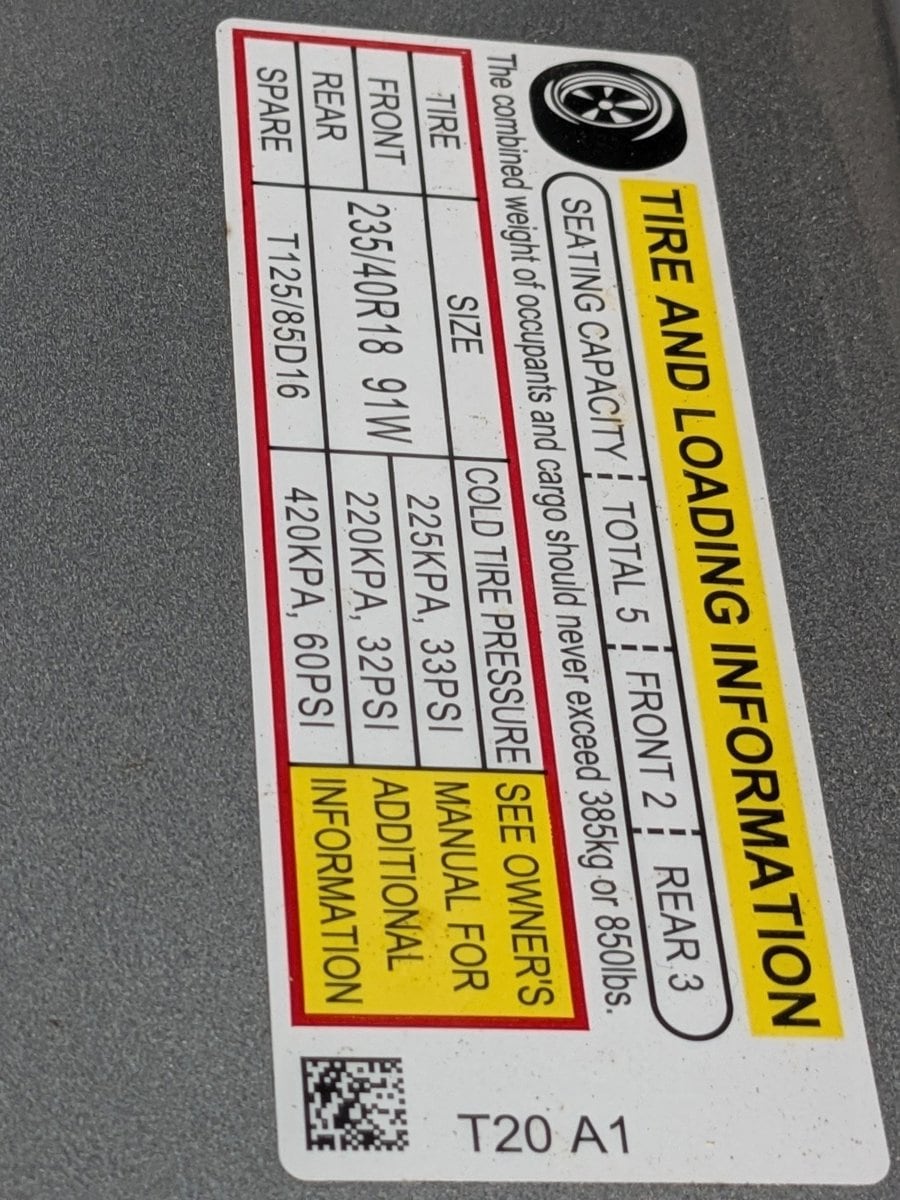 TIRE AND LOADING INFORMATION
SEATING CAPACITY TOTAL 5 FRONT 2 REAR 3
The combined weight of occupants and cargo should never exceed 385kg or 850lbs.
TIRE SIZE COLD TIRE PRESSURE
FRONT 235/40R18 91W 225KPA, 33PSI
REAR 220KPA, 32PSI
SPARE T125/85D16 420KPA, 60PSI
SEE OWNER'S
MANUAL FOR
ADDITIONAL
INFORMATION
T20 A1